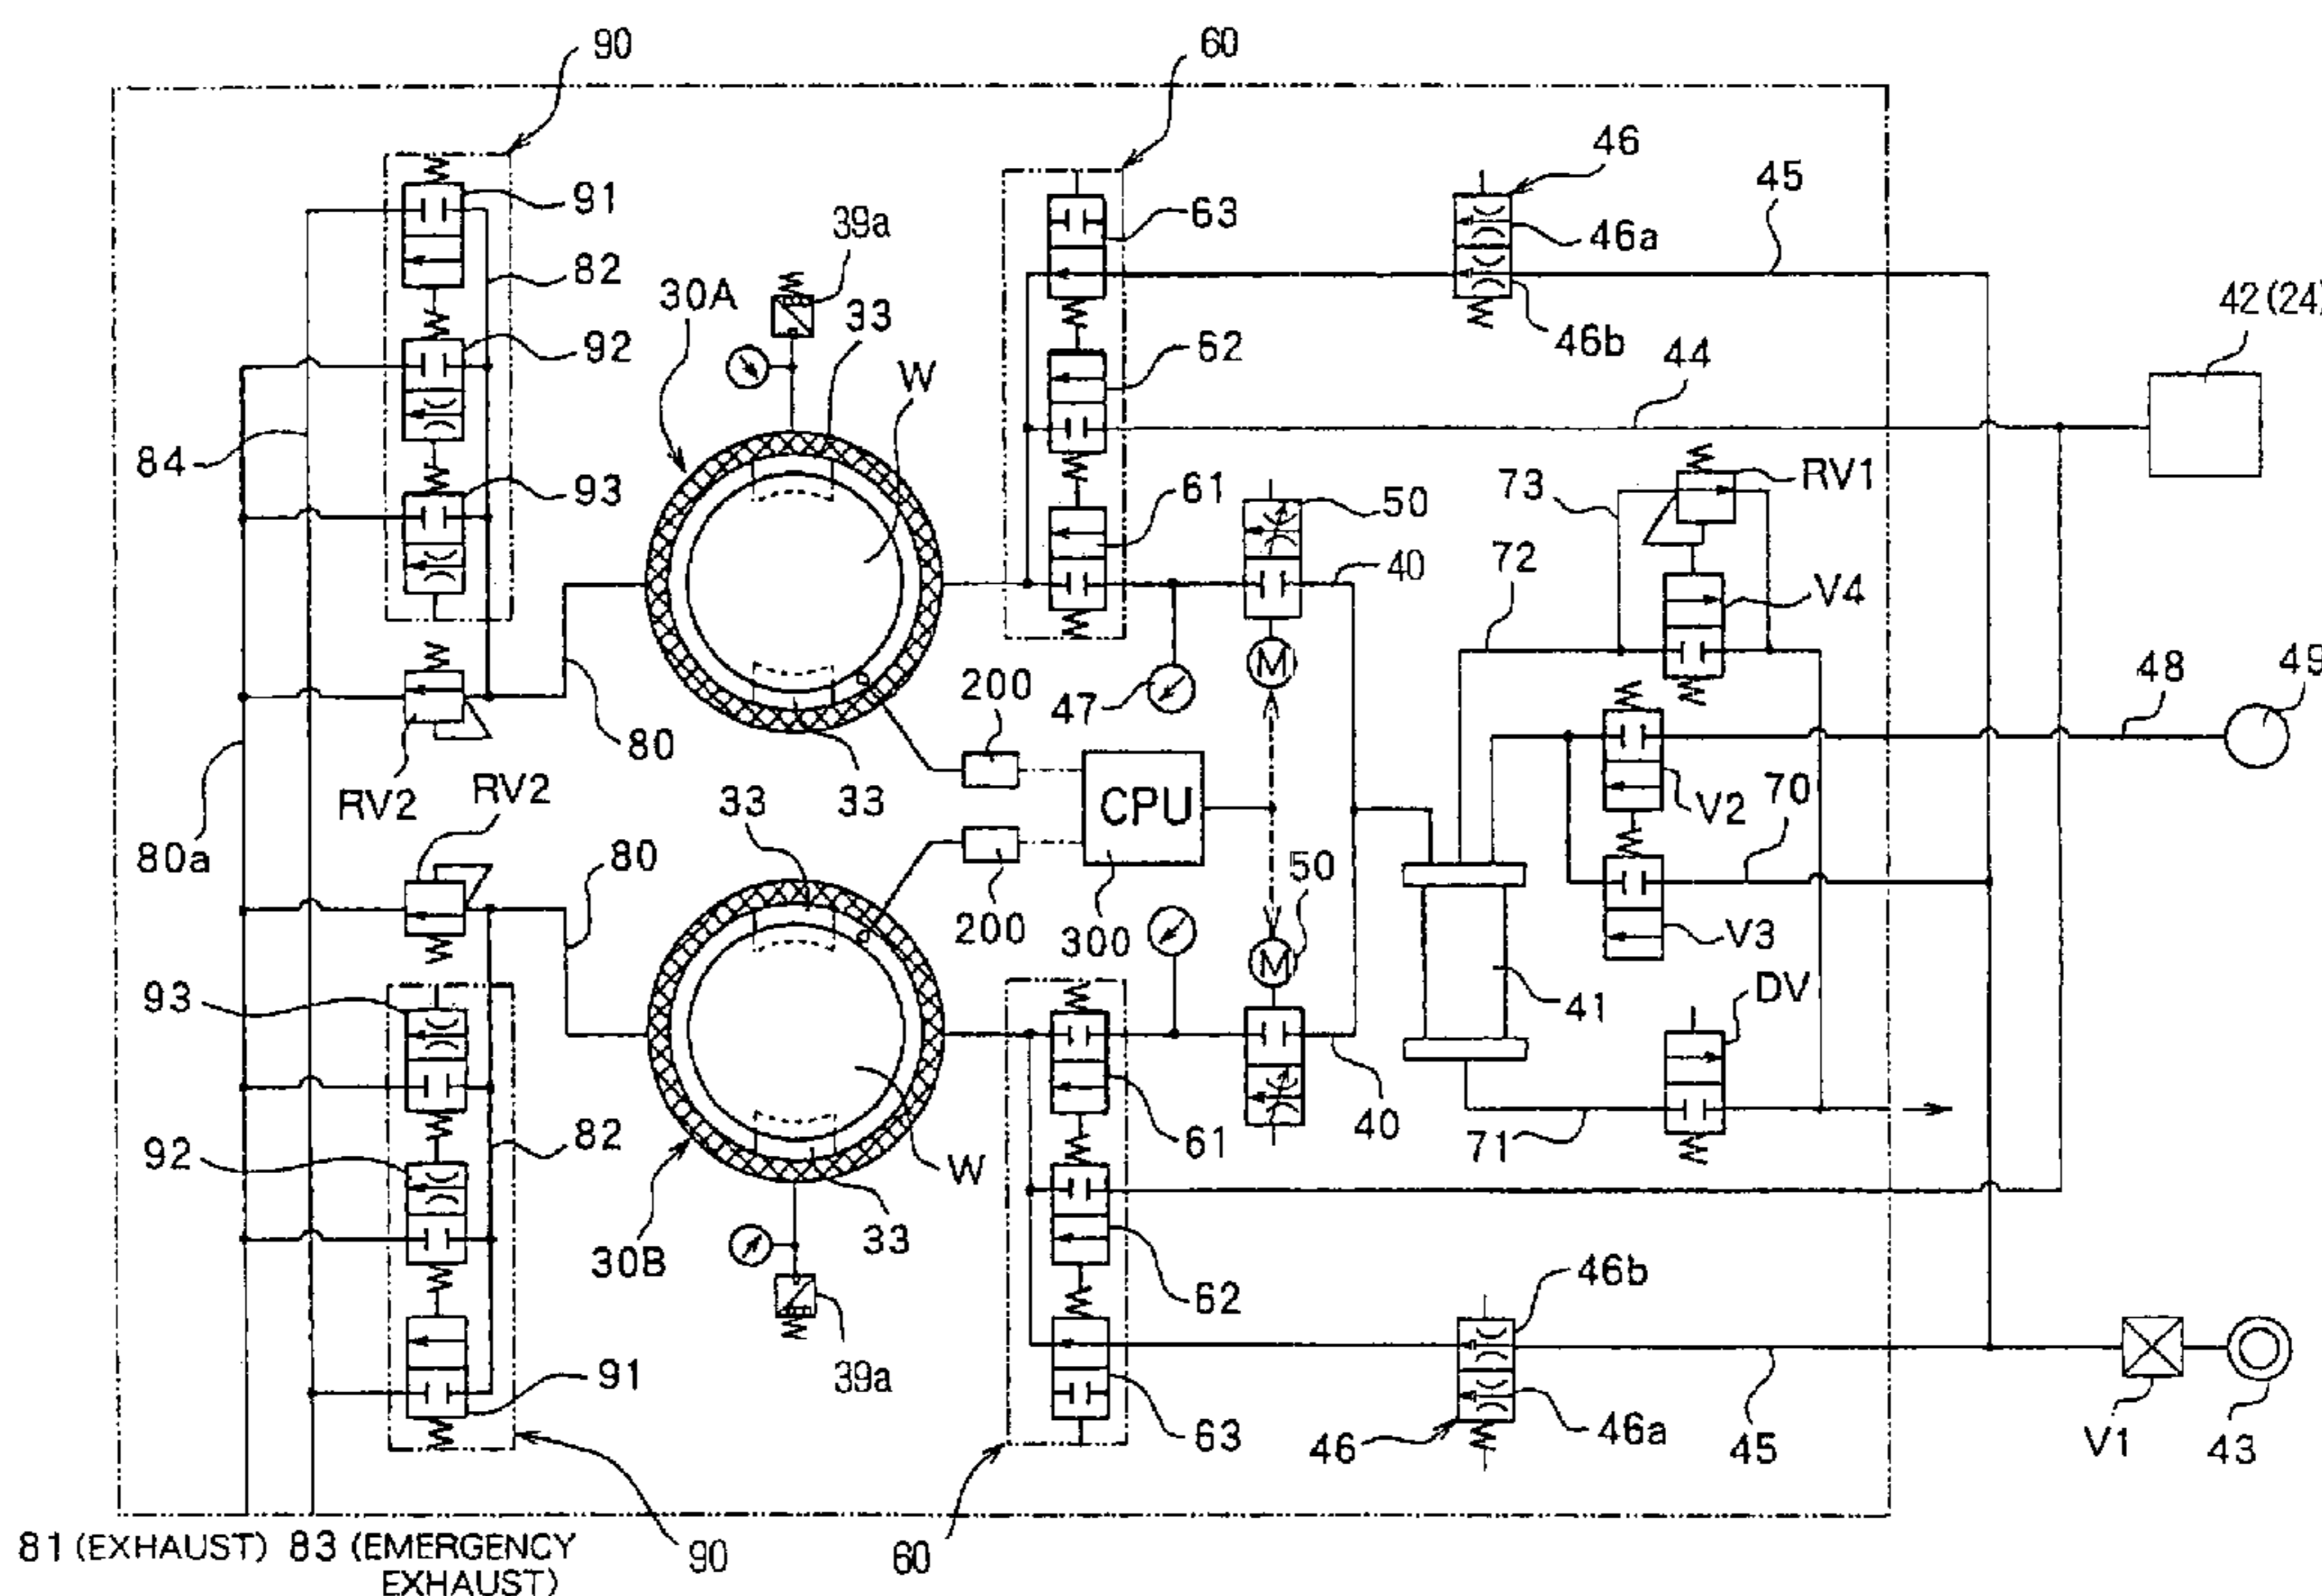 90
60
46
45
91
63
39a
46a
82
30A
33
42(24)
46b
92
62
W
44
84
RV1
93
61
50
73
40
72
V4
48
49
200
47
80
RV2
RV2
33
33
CPU
V2
70
80a
80
200
300
50
V3
93
41
DV
92
82
61
40
71
W
30B
33
46b
62
91
39a
63
46
46a
45
V1
43
81 (EXHAUST) 83 (EMERGENCY
EXHAUST)
90
60
M
M